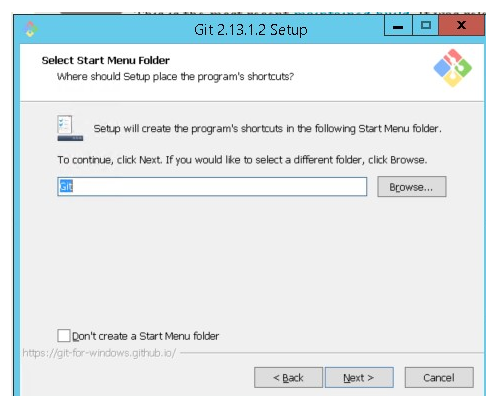 Git 2.13.1.2 Setup
Select Start Menu Folder
Where should Setup place the program's shortcuts?
Setup will create the program's shortcuts in the following Start Menu folder.
To continue, click Next. If you would like to select a different folder, click Browse.
Git
Browse...
Don't create a Start Menu folder
https://git-for-windows.github.io/
< Back
Next >
Cancel